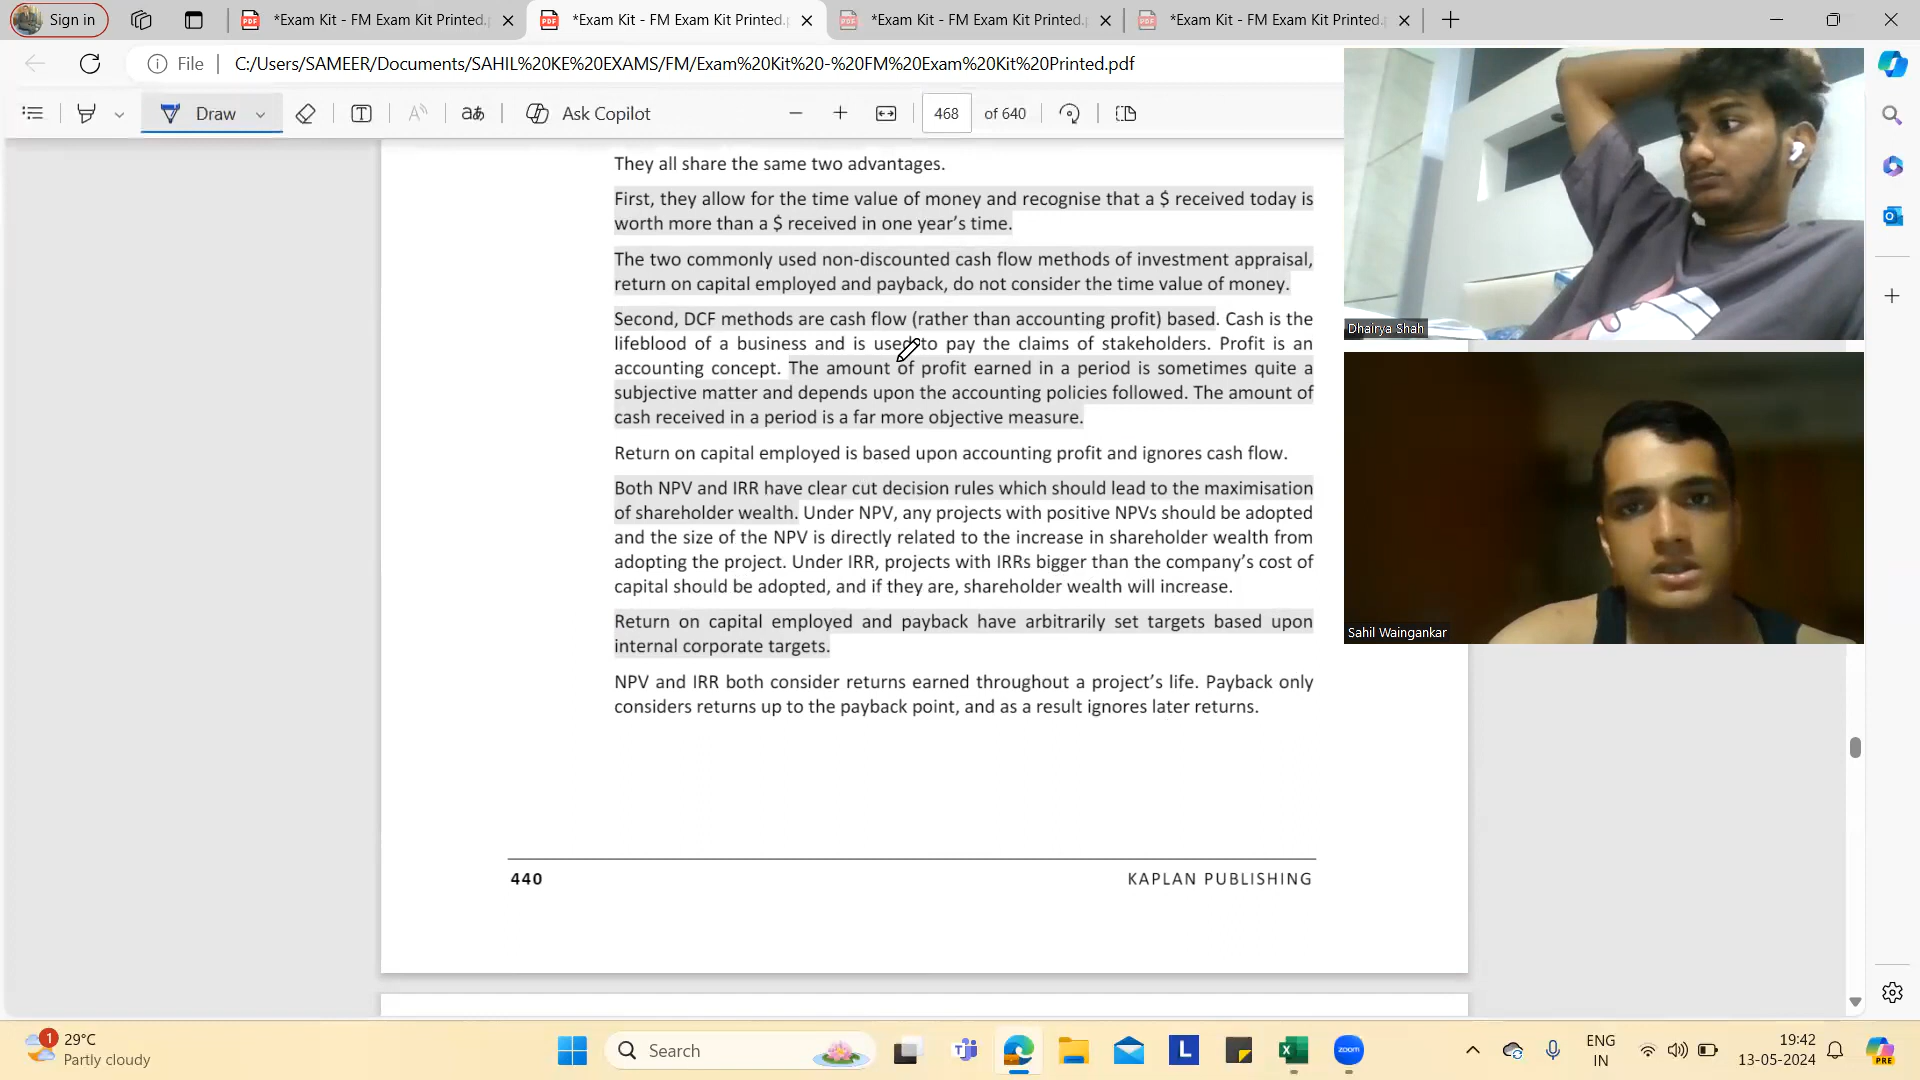 Sign in
*Exam Kit - FM Exam Kit Printed.
*Exam Kit - FM Exam Kit Printed.
*Exam Kit - FM Exam Kit Printed.
*Exam Kit - FM Exam Kit Printed.
File
C:/Users/SAMEER/Documents/SAHIL%20KE%20EXAMS/FM/Exam%20Kit%20-%20FM%20Exam%20Kit%20Printed.pdf
Draw
aあ
Ask Copilot
468 of 640
They all share the same two advantages.
First, they allow for the time value of money and recognise that a $ received today is
worth more than a $ received in one year's time.
The two commonly used non-discounted cash flow methods of investment appraisal,
return on capital employed and payback, do not consider the time value of money.
Second, DCF methods are cash flow (rather than accounting profit) based. Cash is the
lifeblood of a business and is used to pay the claims of stakeholders. Profit is an
accounting concept. The amount of profit earned in a period is sometimes quite a
subjective matter and depends upon the accounting policies followed. The amount of
cash received in a period is a far more objective measure.
Return on capital employed is based upon accounting profit and ignores cash flow.
Both NPV and IRR have clear cut decision rules which should lead to the maximisation
of shareholder wealth. Under NPV, any projects with positive NPVs should be adopted
and the size of the NPV is directly related to the increase in shareholder wealth from
adopting the project. Under IRR, projects with IRRs bigger than the company's cost of
capital should be adopted, and if they are, shareholder wealth will increase.
Return on capital employed and payback have arbitrarily set targets based upon
internal corporate targets.
NPV and IRR both consider returns earned throughout a project's life. Payback only
considers returns up to the payback point, and as a result ignores later returns.
440
KAPLAN PUBLISHING
Dhairya Shah
Sahil Waingankar
1
29°C
Partly cloudy
Search
L
zoom
ENG
IN
19:42
13-05-2024
PRE